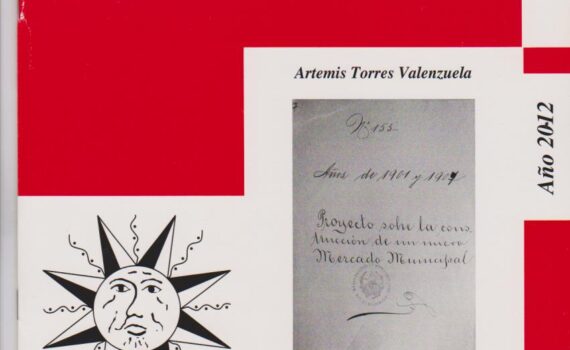 Artemis Torres Valenzuela
Nº 155
Años de 1901 y 1907
Proyecto sobre la cons
trucción de un nuevo
Mercado Municipal
Año 2012